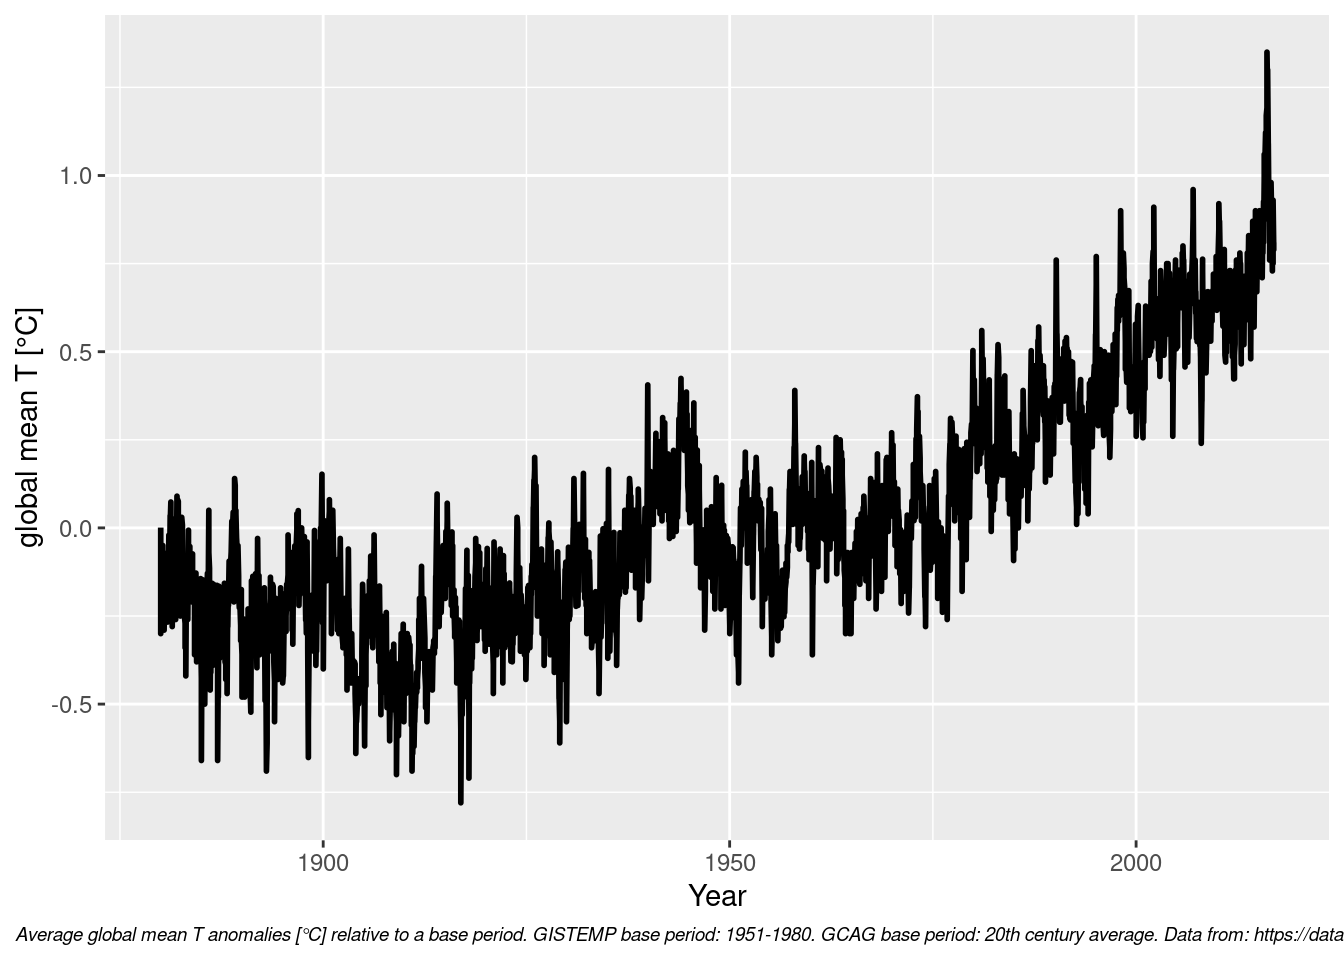 global mean T [°C]
1.0
0.5
0.0
-0.5
1900 1950 2000
Year
Average global mean T anomalies [°C] relative to a base period. GISTEMP base period: 1951-1980. GCAG base period: 20th century average. Data from: https://data